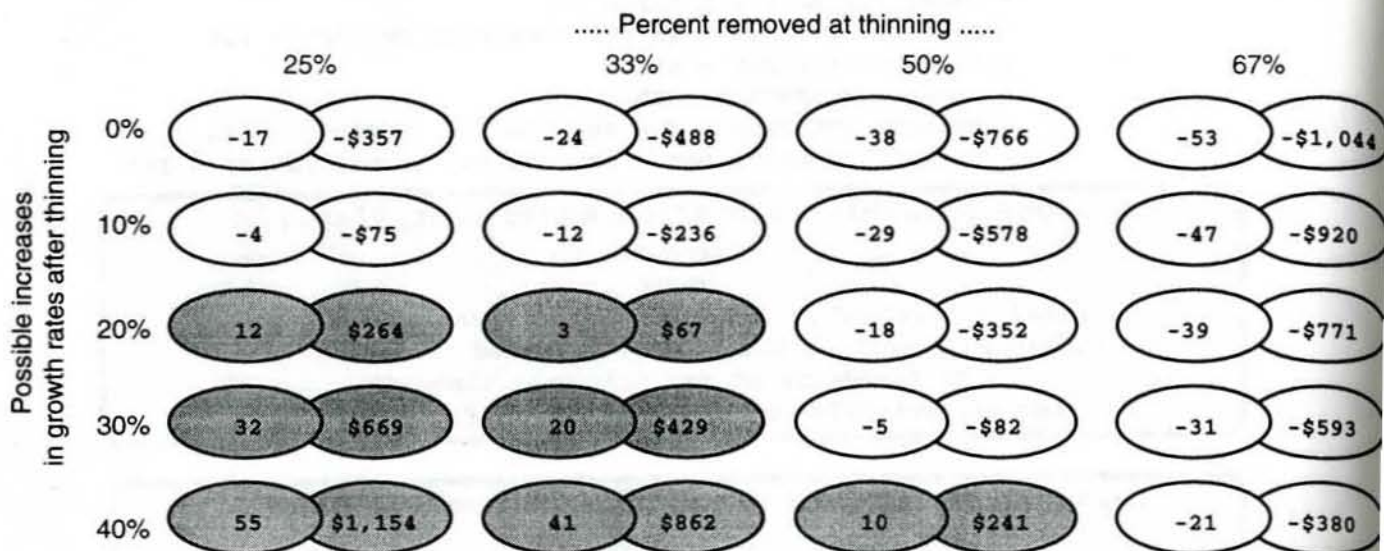 ..... Percent removed at thinning .....
25% 33% 50% 67%
Possible increases
in growth rates after thinning
0% -17 -$357 -24 -$488 -38 -$766 -53 -$1,044
10% -4 -$75 -12 -$236 -29 -$578 -47 -$920
20% 12 $264 3 $67 -18 -$352 -39 -$771
30% 32 $669 20 $429 -5 -$82 -31 -$593
40% 55 $1,154 41 $862 10 $241 -21 -$380